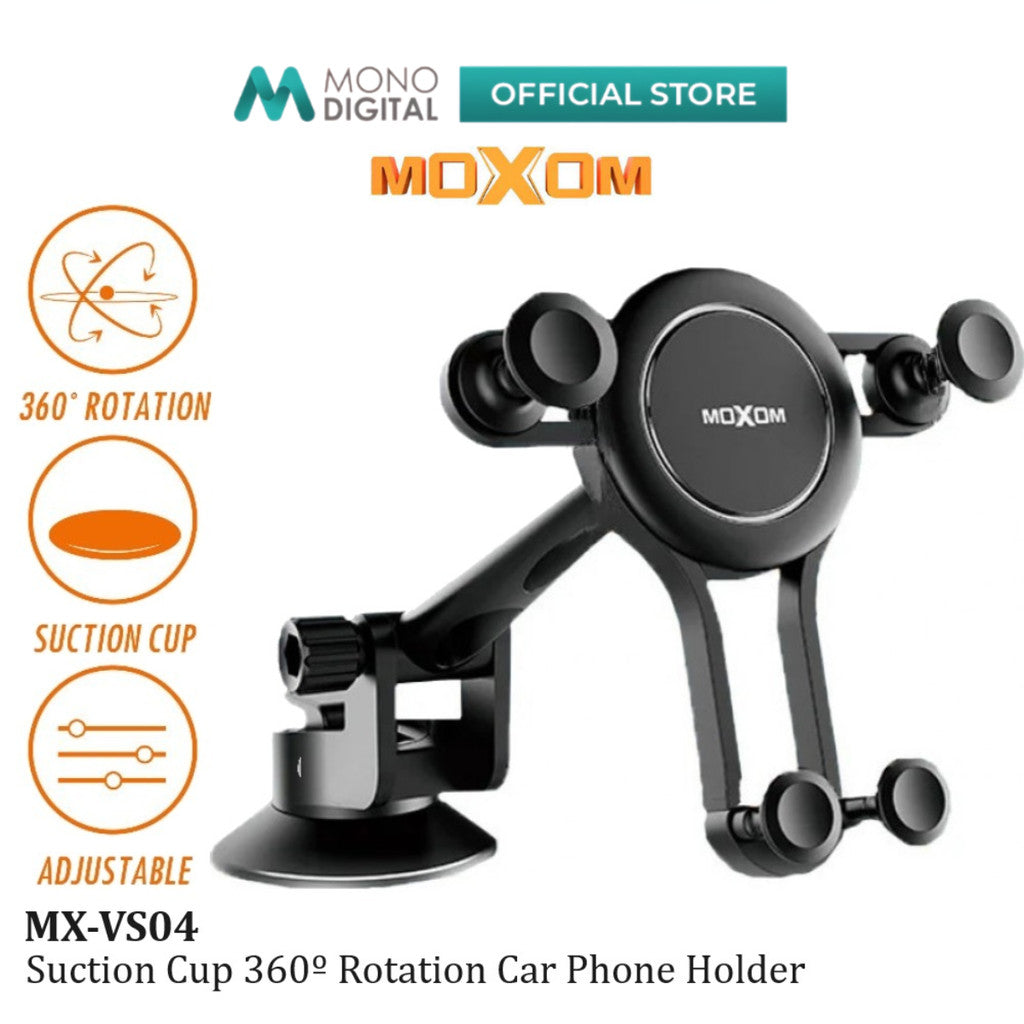 MONO
DIGITAL
OFFICIAL STORE
MOXOM
360° ROTATION
MOXOM
SUCTION CUP
ADJUSTABLE
MX-VS04
Suction Cup 360º Rotation Car Phone Holder